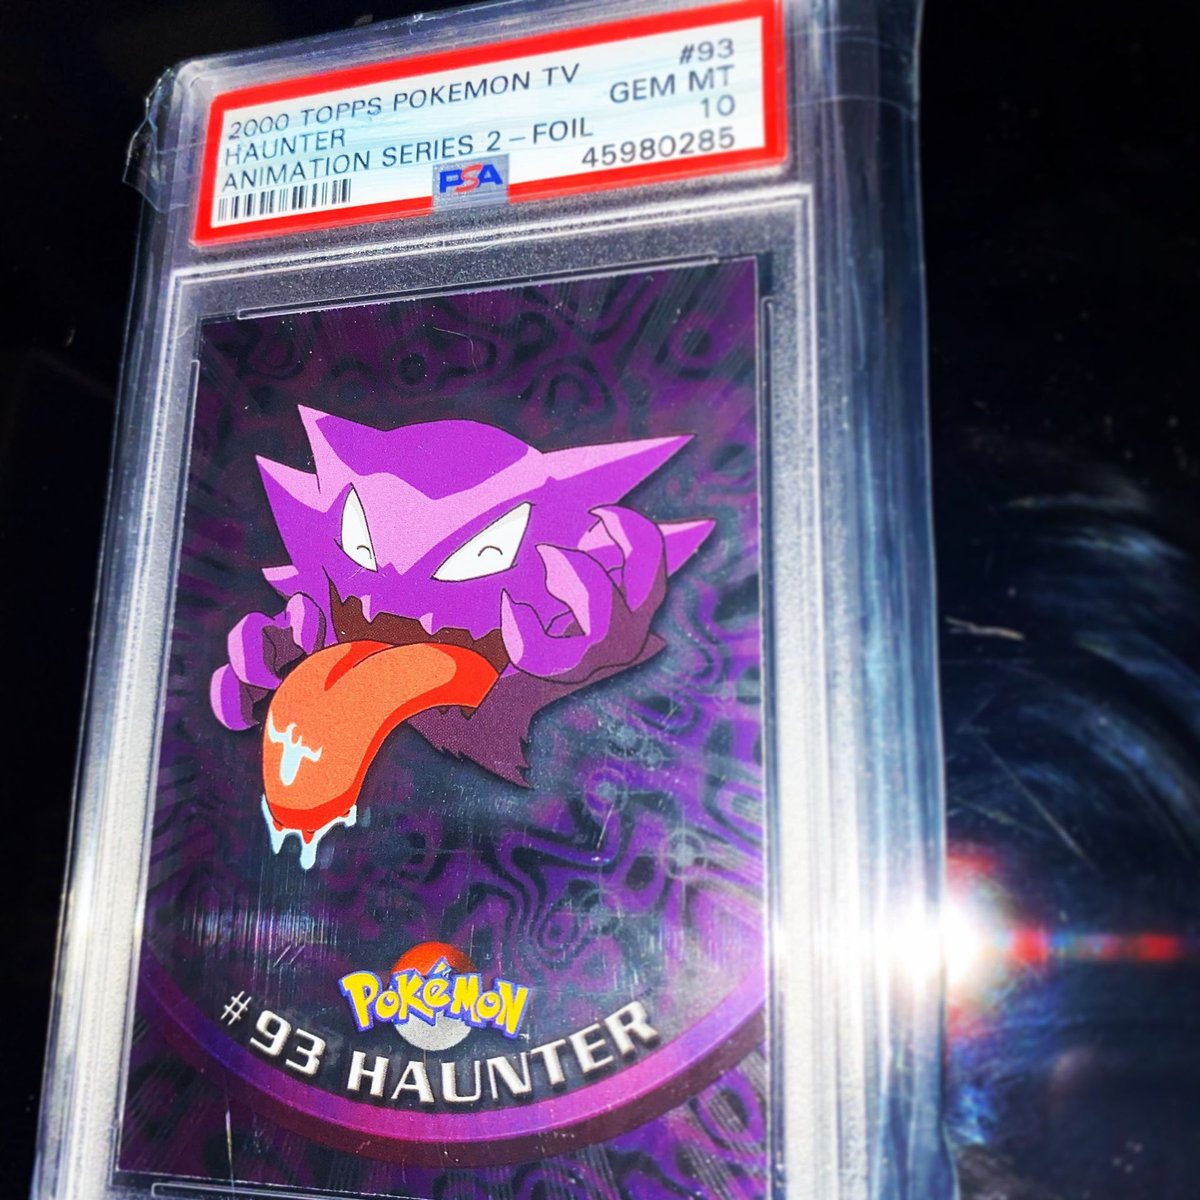 2000 TOPPS POKEMON TV #93
HAUNTER GEM MT
ANIMATION SERIES 2 - FOIL 10
45980285
PSA
POKéMON
#93 HAUNTER